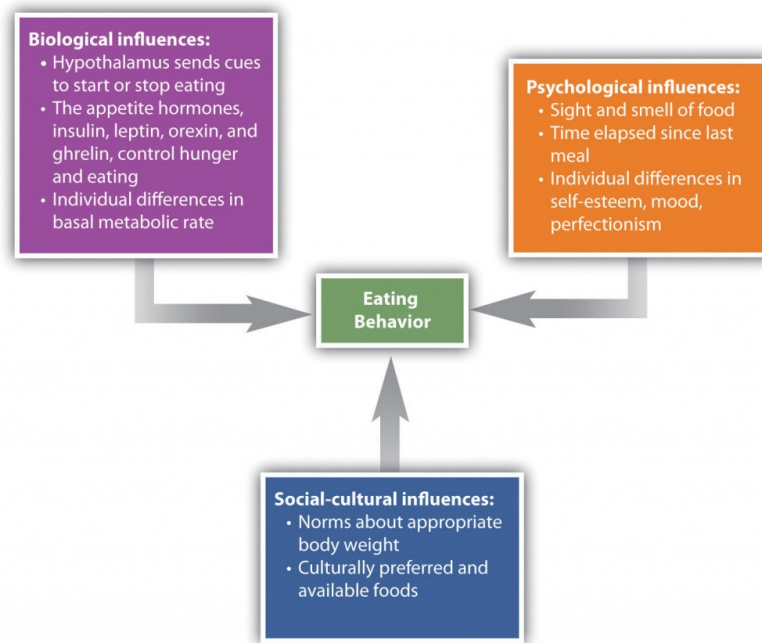 Biological influences:
• Hypothalamus sends cues
to start or stop eating
• The appetite hormones,
insulin, leptin, orexin, and
ghrelin, control hunger
and eating
• Individual differences in
basal metabolic rate
Psychological influences:
• Sight and smell of food
• Time elapsed since last
meal
• Individual differences in
self-esteem, mood,
perfectionism
Eating
Behavior
Social-cultural influences:
• Norms about appropriate
body weight
• Culturally preferred and
available foods